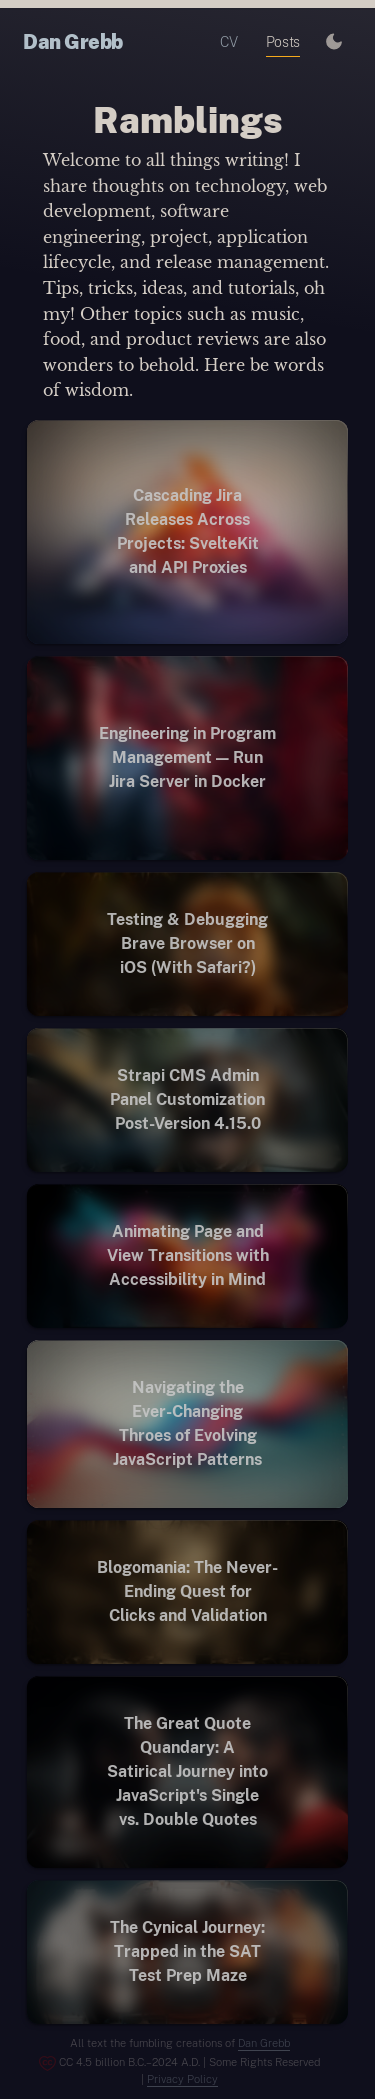 Dan Grebb
CV
Posts
Ramblings
Welcome to all things writing! I
share thoughts on technology, web
development, software
engineering, project, application
lifecycle, and release management.
Tips, tricks, ideas, and tutorials, oh
my! Other topics such as music,
food, and product reviews are also
wonders to behold. Here be words
of wisdom.
Cascading Jira
Releases Across
Projects: SvelteKit
and API Proxies
Engineering in Program
Management — Run
Jira Server in Docker
Testing & Debugging
Brave Browser on
iOS (With Safari?)
Strapi CMS Admin
Panel Customization
Post-Version 4.15.0
Animating Page and
View Transitions with
Accessibility in Mind
Navigating the
Ever-Changing
Throes of Evolving
JavaScript Patterns
Blogomania: The Never-
Ending Quest for
Clicks and Validation
The Great Quote
Quandary: A
Satirical Journey into
JavaScript's Single
vs. Double Quotes
The Cynical Journey:
Trapped in the SAT
Test Prep Maze
All text the fumbling creations of Dan Grebb
CC 4.5 billion B.C.–2024 A.D. | Some Rights Reserved
| Privacy Policy